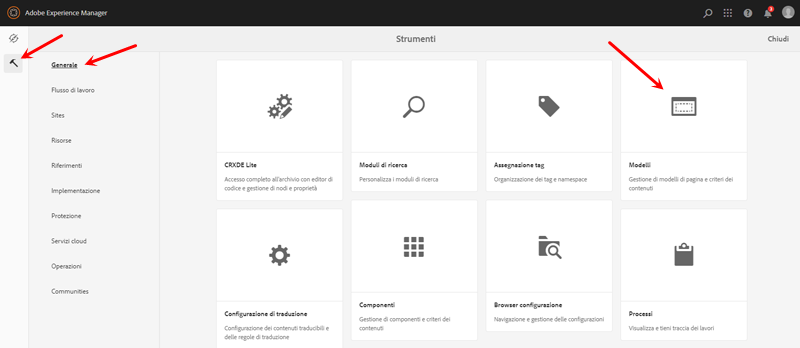 Adobe Experience Manager
Strumenti
Chiudi
Generale
Flusso di lavoro
Sites
Risorse
Riferimenti
Implementazione
Protezione
Servizi cloud
Operazioni
Communities
CRXDE Lite
Accesso completo all'archivio con editor di
codice e gestione di nodi e proprietà
Moduli di ricerca
Personalizza i moduli di ricerca
Assegnazione tag
Organizzazione dei tag e namespace
Modelli
Gestione di modelli di pagina e criteri dei
contenuti
Configurazione di traduzione
Configurazione dei contenuti traducibili e
delle regole di traduzione
Componenti
Gestione di componenti e criteri dei
contenuti
Browser configurazione
Navigazione e gestione delle configurazioni
Processi
Visualizza e tieni traccia dei lavori